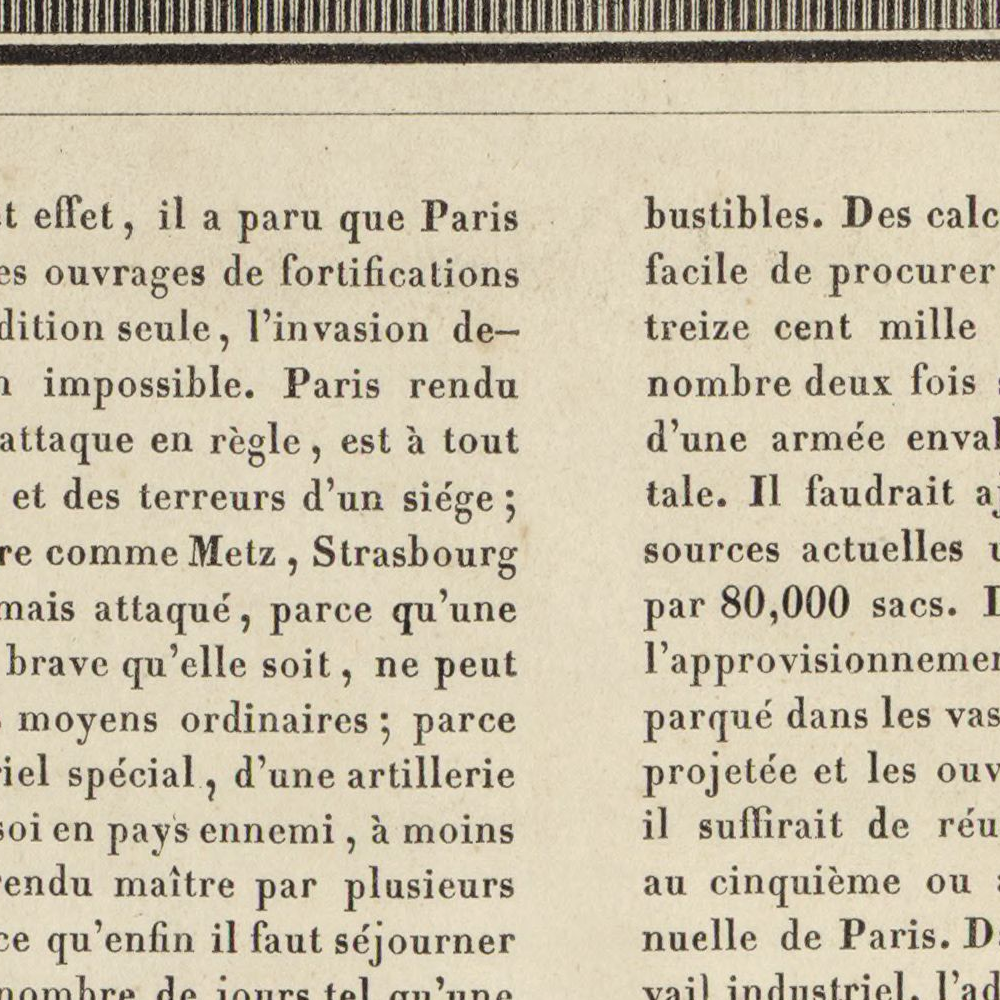 effet, il a paru que Paris
ouvrages de fortifications
dition seule, l'invasion de–
impossible. Paris rendu
attaque en règle, est à tout
et des terreurs d'un siége;
re comme Metz, Strasbourg
mais attaqué, parce qu'une
brave qu'elle soit, ne peut
moyens ordinaires; parce
riel spécial, d'une artillerie
soi en pays ennemi, à moins
rendu maître par plusieurs
ce qu'enfin il faut séjourner
nombre de jours tel qu'une
bustibles. Des calc
facile de procurer
treize cent mille
nombre deux fois
d'une armée enval
tale. Il faudrait aj
sources actuelles
par 80,000 sacs.
l'approvisionnemen
parqué dans les vas
projetée et les ouv
il suffirait de réu
au cinquième ou
nuelle de Paris. D
vail industriel, l'ad